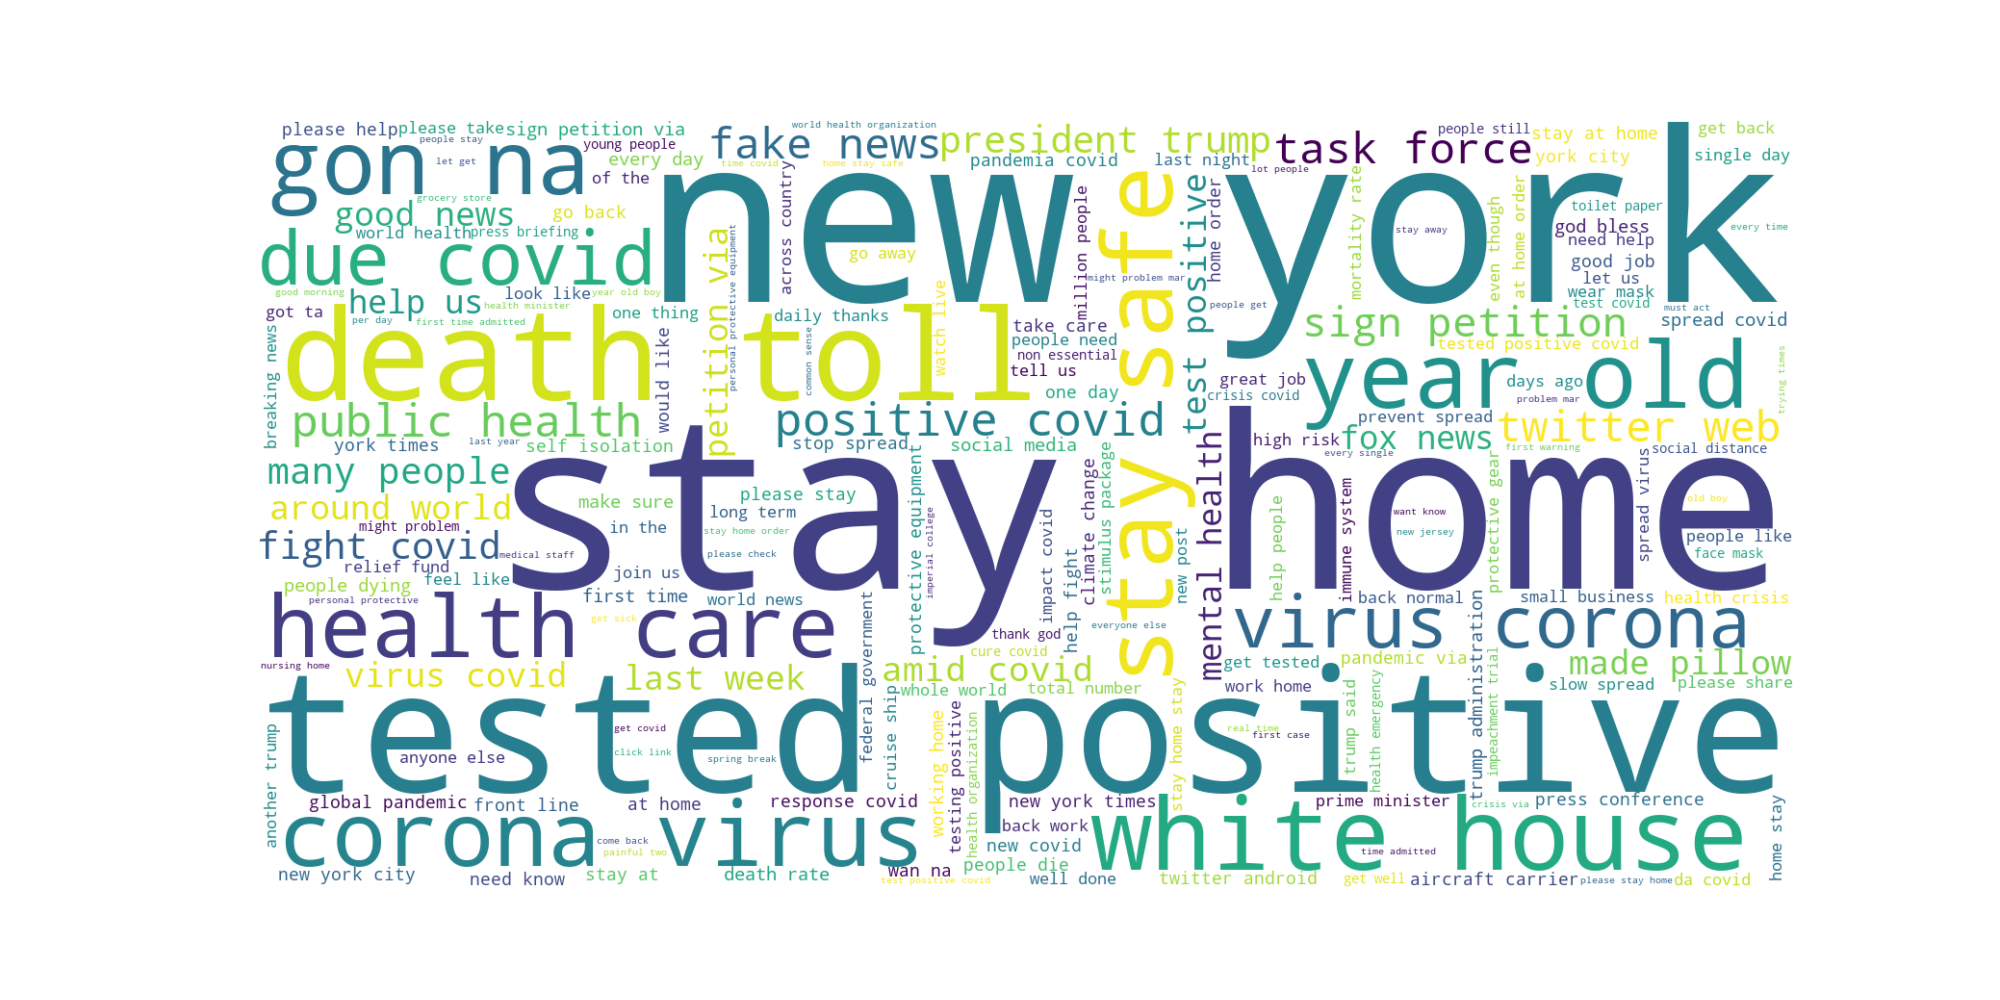 please help
please take
sign petition via
people stay
let get
young people
every day
of the
gon na
fake news
world health organization
time covid
home stay safe
president trump
pandemia covid
last night
task force
people still
lot people
stay at home
york city
get back
single day
new york
grocery store
good news
go back
world health
press briefing
due covid
good morning
help us
look like
health minister
year old boy
got ta
per day
first time admitted
one thing
petition via
personal protective equipment
across country
go away
daily thanks
common sense
watch live
million people
might problem mar
stay safe
test positive
home order
people get
mortality rate
stay away
even though
at home order
toilet paper
god bless
need help
good job
let us
wear mask
test covid
every time
must act
spread covid
death toll
take care
people need
non essential
tell us
one day
sign petition
tested positive covid
year old
great job
crisis covid
days ago
problem mar
trying times
breaking news
public health
would like
positive covid
prevent spread
twitter web
york times
last year
self isolation
stop spread
social media
high risk
fox news
every single
first warning
social distance
many people
around world
make sure
please stay
long term
in the
might problem
stay home order
stay home
protective equipment
imperial college
climate change
stimulus package
impact covid
help fight
new post
mental health
help people
immune system
want know
new jersey
protective gear
spread virus
old boy
people like
face mask
fight covid
medical staff
relief fund
please check
people dying
feel like
join us
personal protective
first time
world news
back normal
small business
health crisis
health care
get sick
federal government
thank god
cure covid
everyone else
virus corona
nursing home
virus covid
last week
amid covid
whole world
total number
get tested
pandemic via
made pillow
work home
slow spread
please share
tested positive
another trump
anyone else
get covid
click link
spring break
cruise ship
working home
testing positive
health organization
stay home stay
real time
first case
trump said
health emergency
trump administration
impeachment trial
global pandemic
front line
at home
response covid
new york times
prime minister
crisis via
press conference
home stay
corona virus
come back
painful two
back work
new covid
people die
white house
time admitted
new york city
need know
stay at
death rate
wan na
test positive covid
well done
twitter android
get well
aircraft carrier
please stay home
da covid